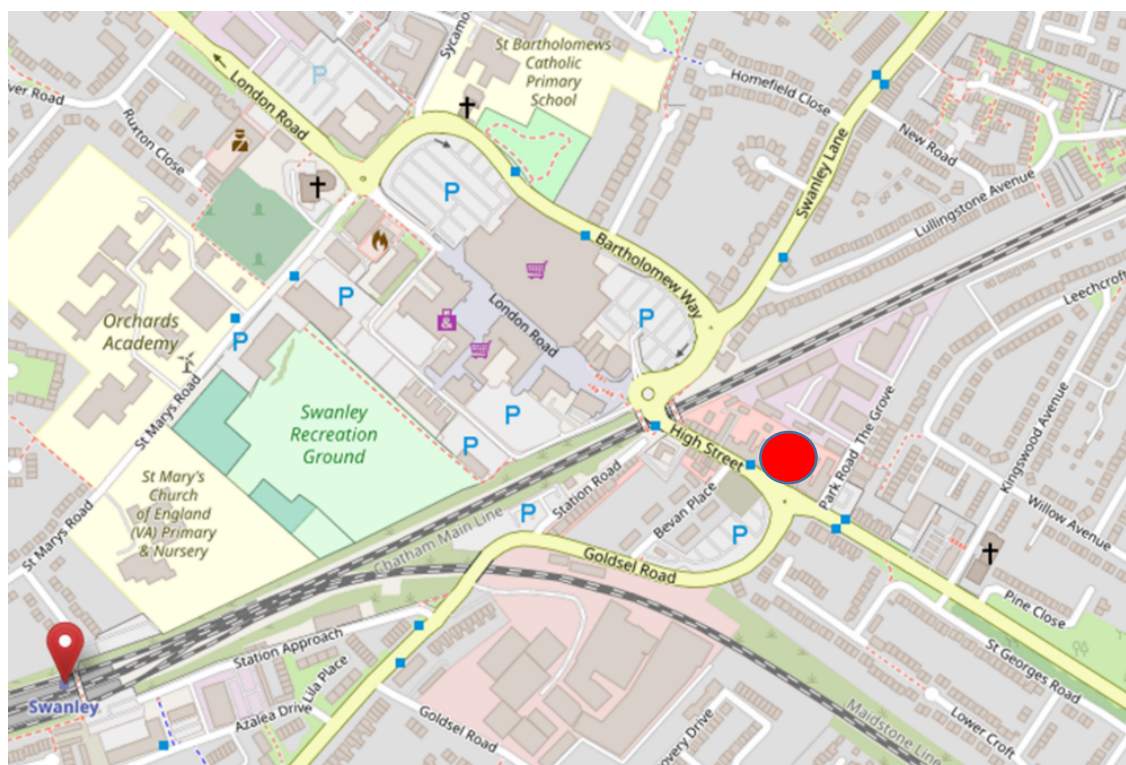 Sycamo
St Bartholomews
Catholic
Primary
School
P
Homefield Close
London Road
ver Road
Ruxton Close
New Road
Swanley Lane
P
Lullingstone Avenue
Bartholomew Way
Leechcroft
P
London Road
P
Orchards
Academy
P
&
St Marys Road
Swanley
Recreation
Ground
P
P
High Street
The Grove
Park Road
Kingswood Avenue
St Mary's
Church
of England
(VA) Primary
& Nursery
Station Road
Bevan Place
Willow Avenue
St Marys Road
Chatham Main Line
P
P
Goldsel Road
Pine Close
Station Approach
St Georges Road
Lila Place
Swanley
Azalea Drive
Goldsel Road
overy Drive
Maidstone Line
Lower Croft